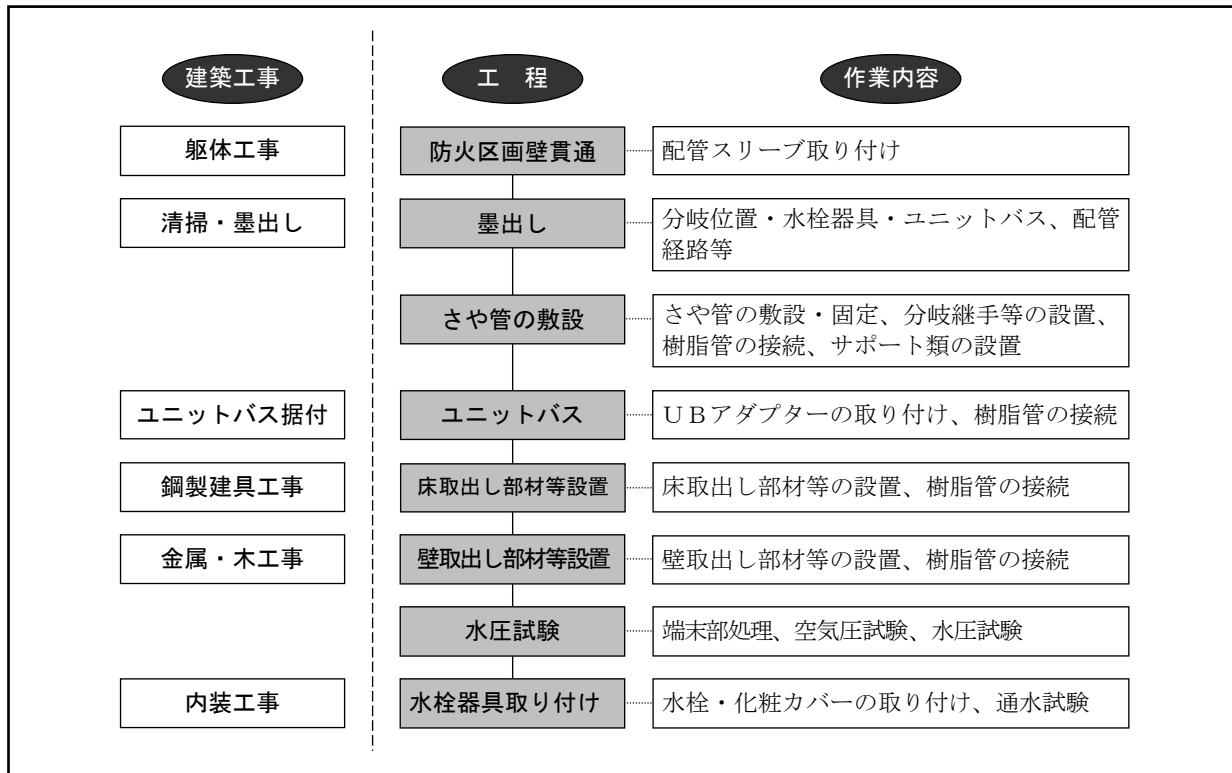 建築工事
工　程
作業内容
躯体工事
防火区画壁貫通
配管スリーブ取り付け
清掃・墨出し
墨出し
分岐位置・水栓器具・ユニットバス、配管
経路等
さや管の敷設
さや管の敷設・固定、分岐継手等の設置、
樹脂管の接続、サポート類の設置
ユニットバス据付
ユニットバス
ＵＢアダプターの取り付け、樹脂管の接続
鋼製建具工事
床取出し部材等設置
床取出し部材等の設置、樹脂管の接続
金属・木工事
壁取出し部材等設置
壁取出し部材等の設置、樹脂管の接続
水圧試験
端末部処理、空気圧試験、水圧試験
内装工事
水栓器具取り付け
水栓・化粧カバーの取り付け、通水試験